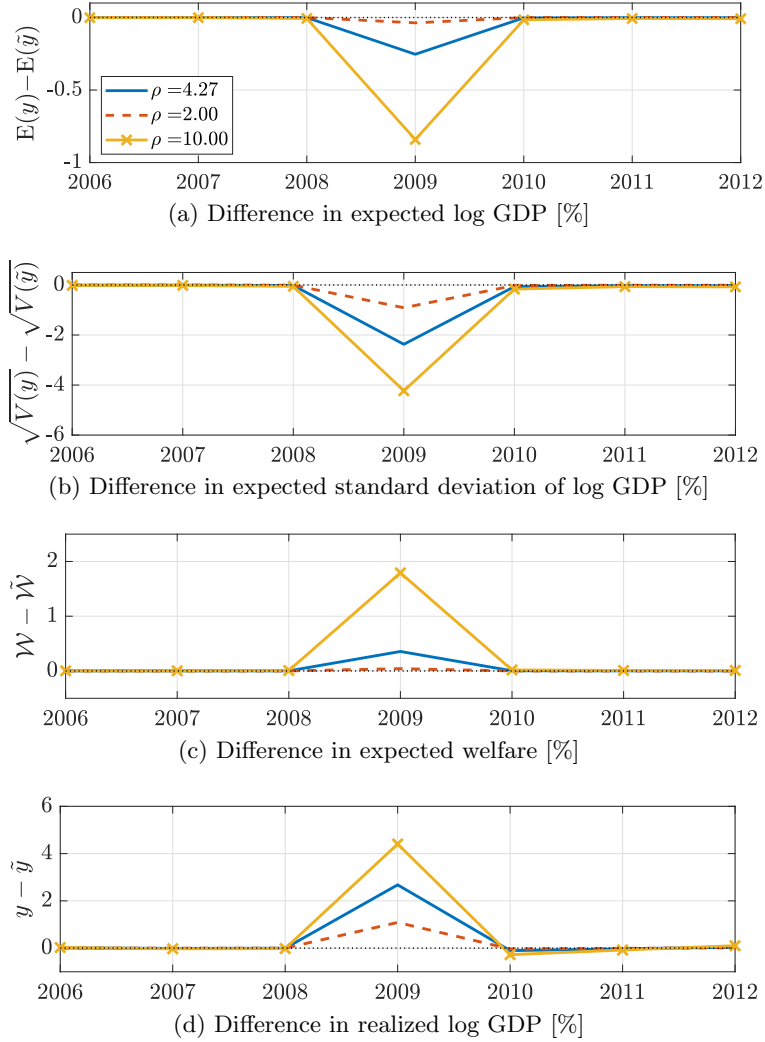 0
-0.5
-1
E(y)−E(ỹ)
ρ =4.27
ρ =2.00
ρ =10.00
2006 2007 2008 2009 2010 2011 2012
(a) Difference in expected log GDP [%]
0
-2
-4
-6
√V(y) − √V(ỹ)
2006 2007 2008 2009 2010 2011 2012
(b) Difference in expected standard deviation of log GDP [%]
2
1
0
𝒲 − 𝒲̃
2006 2007 2008 2009 2010 2011 2012
(c) Difference in expected welfare [%]
6
4
2
0
y − ỹ
2006 2007 2008 2009 2010 2011 2012
(d) Difference in realized log GDP [%]